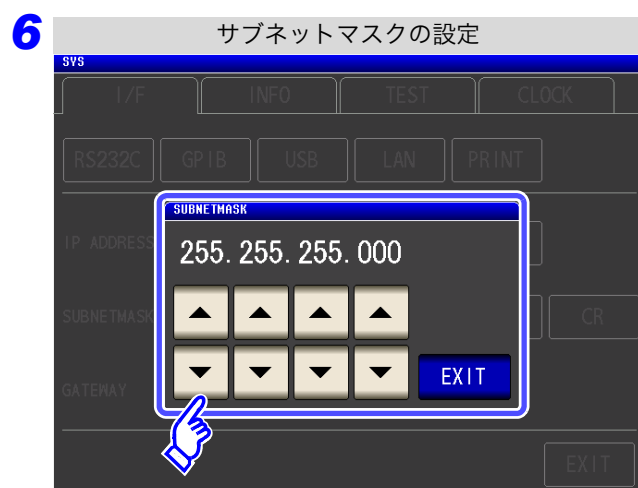 6
サブネットマスクの設定
SYS
I/F INFO TEST CLOCK
RS232C GPIB USB LAN PRINT
SUBNETMASK
IP ADDRESS
255.255.255.000
SUBNETMASK
CR
EXIT
GATEWAY
EXIT